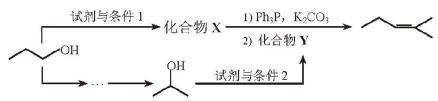 试剂与条件 1
化合物 X
1) Ph₃P，K₂CO₃
2) 化合物 Y
OH
OH
...
试剂与条件 2